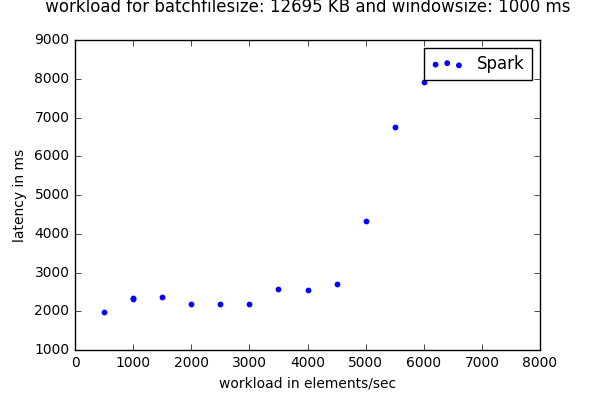 workload for batchfilesize: 12695 KB and windowsize: 1000 ms
9000
8000
7000
6000
5000
4000
3000
2000
1000
latency in ms
Spark
0 1000 2000 3000 4000 5000 6000 7000 8000
workload in elements/sec